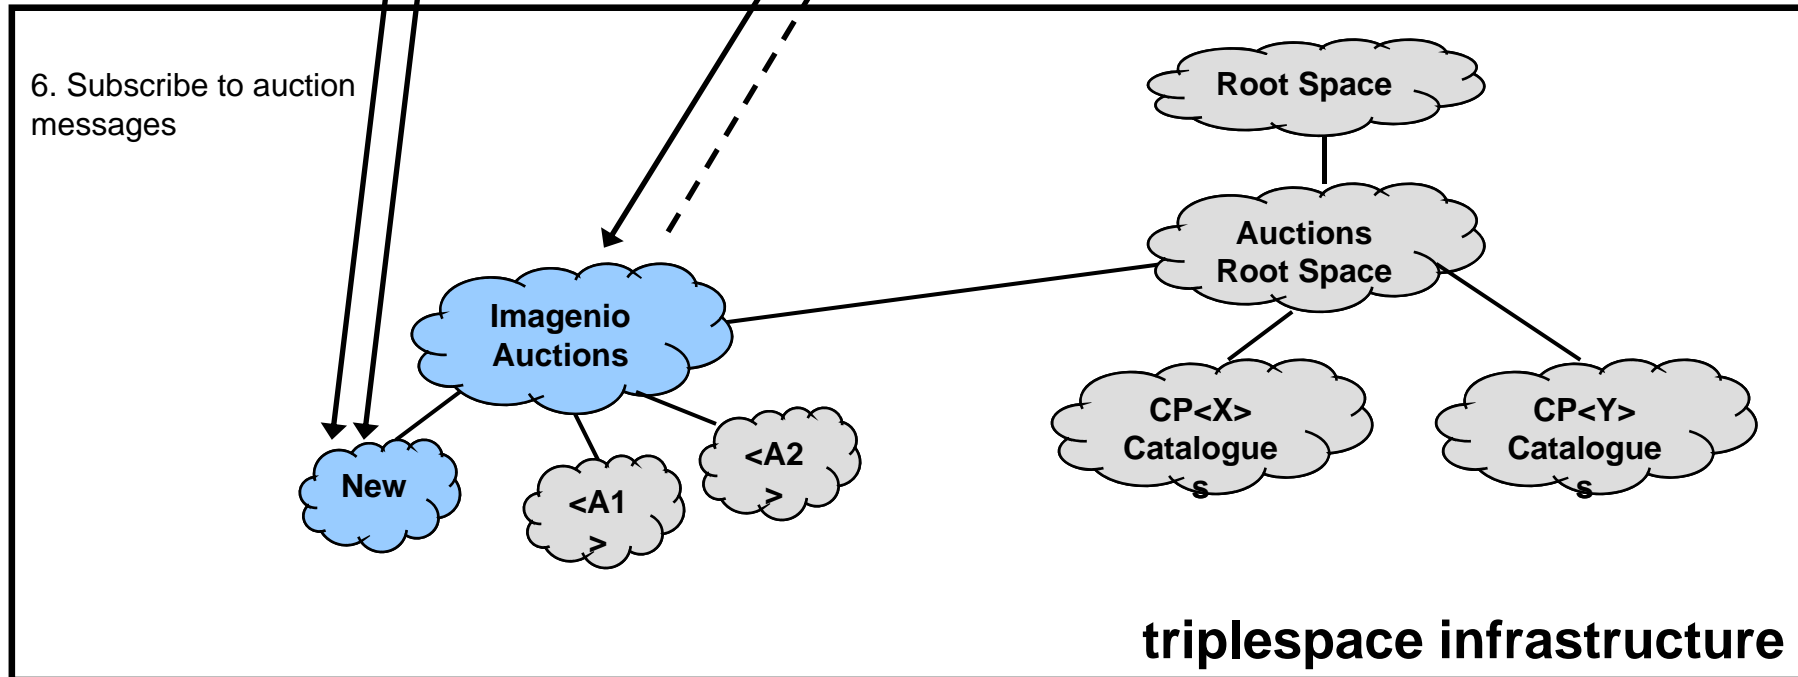 6. Subscribe to auction
messages
Root Space
Auctions
Root Space
Imagenio
Auctions
CP<X>
Catalogue
s
CP<Y>
Catalogue
s
New
<A1
>
<A2
>
triplespace infrastructure